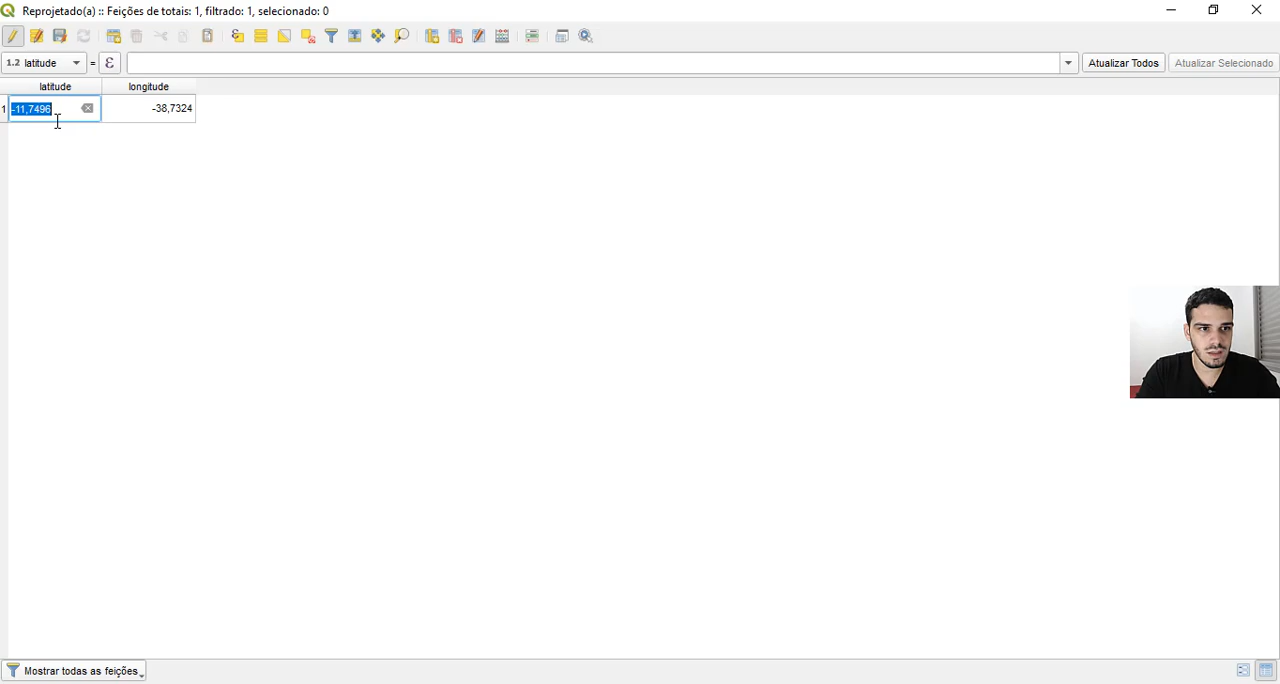 Reprojetado(a) :: Feições de totais: 1, filtrado: 1, selecionado: 0
1.2 latitude = ε Atualizar Todos Atualizar Selecionado
latitude longitude
1 -11,7496 -38,7324
Mostrar todas as feições